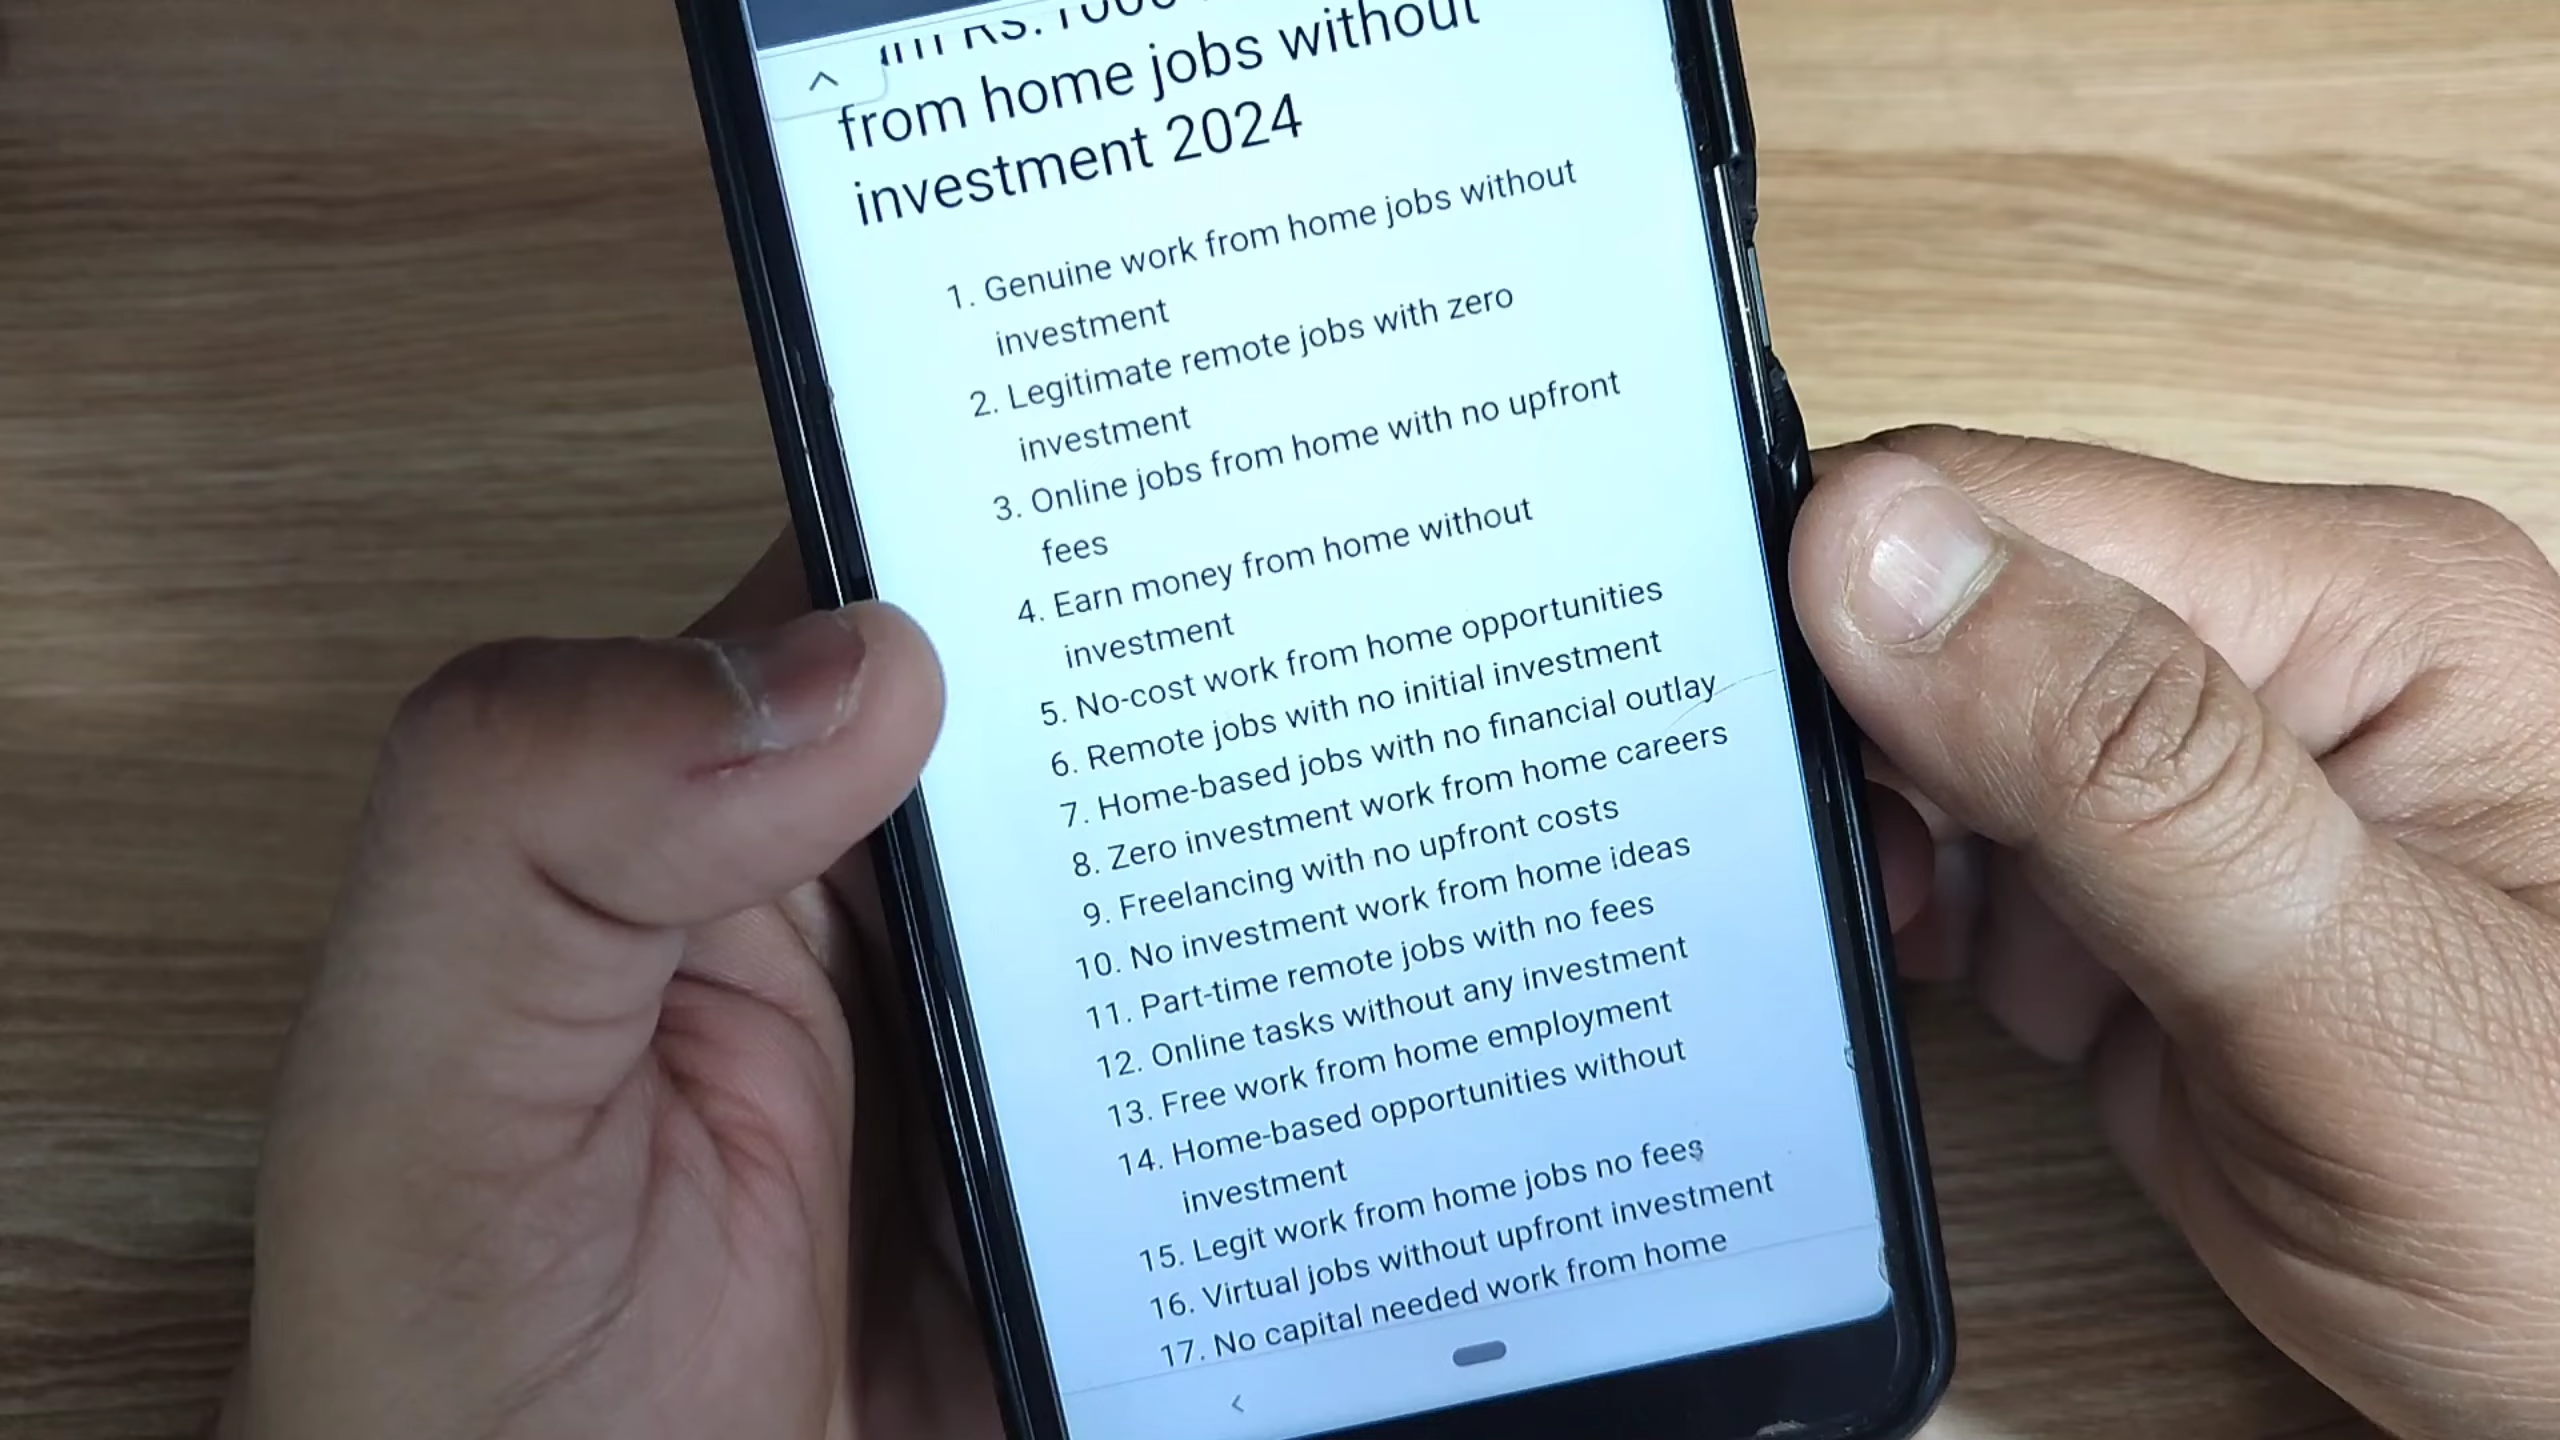 Rs. 1000
from home jobs without
investment 2024
1. Genuine work from home jobs without
investment
2. Legitimate remote jobs with zero
investment
3. Online jobs from home with no upfront
fees
4. Earn money from home without
investment
5. No-cost work from home opportunities
6. Remote jobs with no initial investment
7. Home-based jobs with no financial outlay
8. Zero investment work from home careers
9. Freelancing with no upfront costs
10. No investment work from home ideas
11. Part-time remote jobs with no fees
12. Online tasks without any investment
13. Free work from home employment
14. Home-based opportunities without
investment
15. Legit work from home jobs no fees
16. Virtual jobs without upfront investment
17. No capital needed work from home